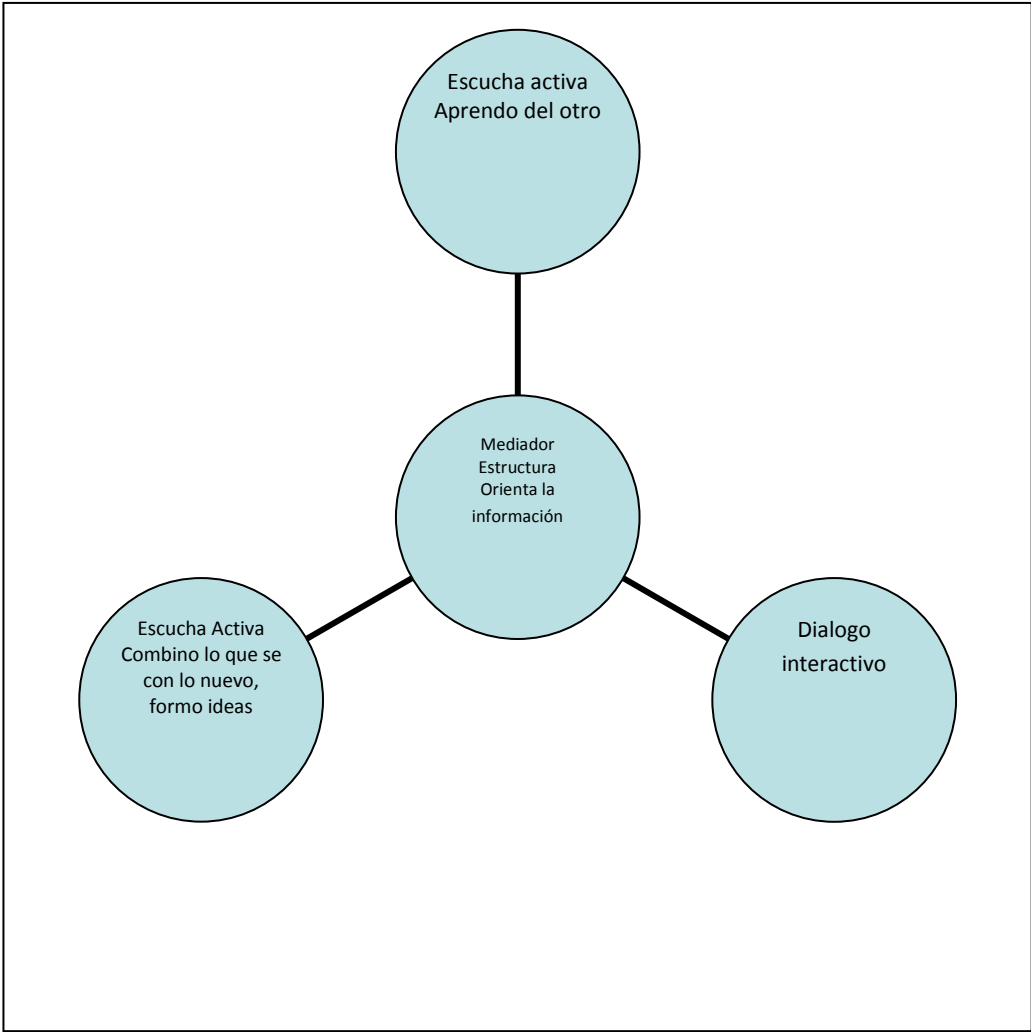 Escucha activa
Aprendo del otro
Mediador
Estructura
Orienta la
información
Escucha Activa
Combino lo que se
con lo nuevo,
formo ideas
Dialogo
interactivo